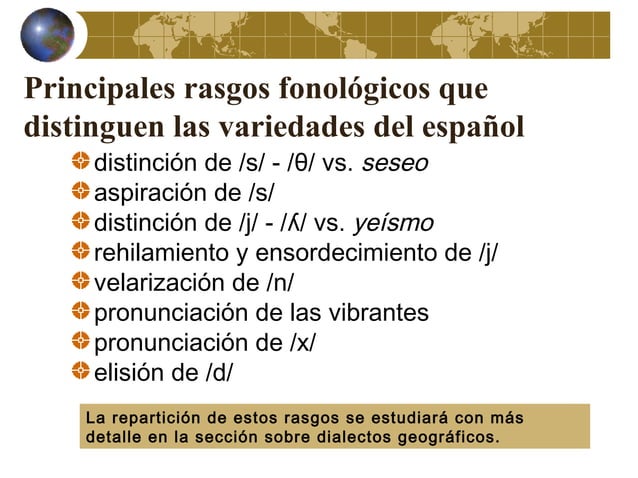 Principales rasgos fonológicos que
distinguen las variedades del español
distinción de /s/ - /θ/ vs. seseo
aspiración de /s/
distinción de /j/ - /ʎ/ vs. yeísmo
rehilamiento y ensordecimiento de /j/
velarización de /n/
pronunciación de las vibrantes
pronunciación de /x/
elisión de /d/
La repartición de estos rasgos se estudiará con más
detalle en la sección sobre dialectos geográficos.